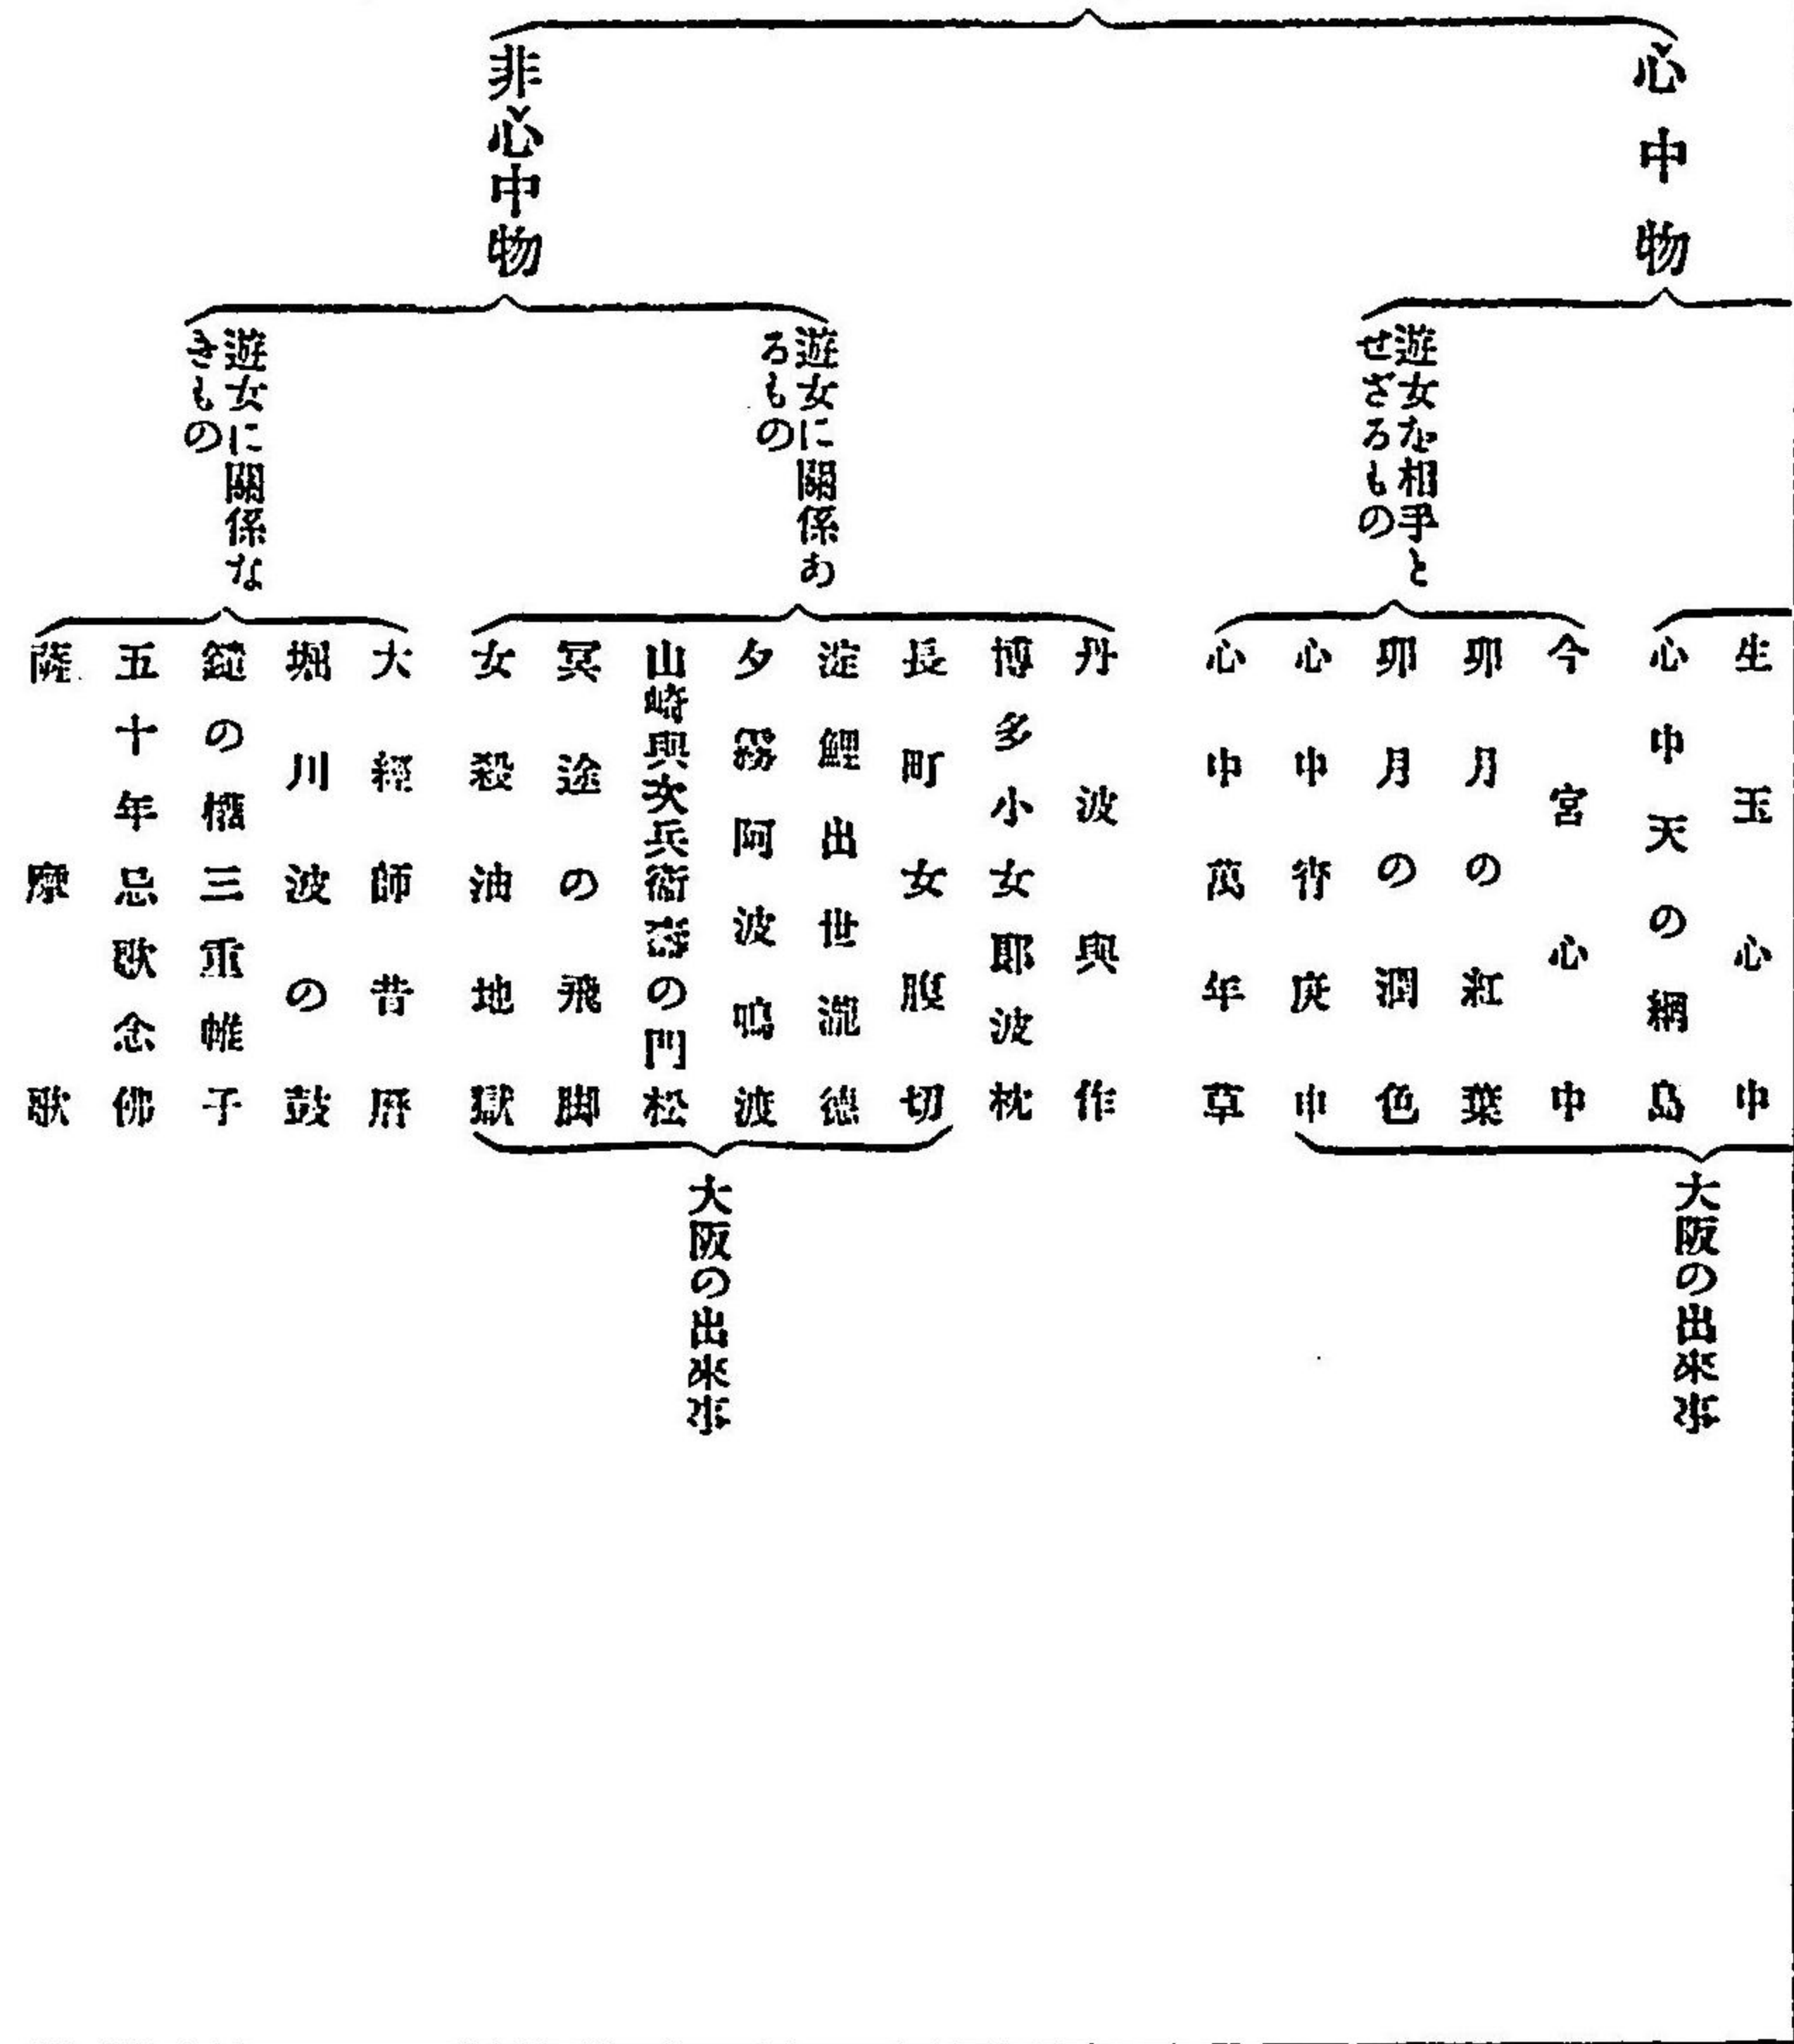 心中物
生玉心中
心中天の網島
大阪の出來事
遊女を相手と
せざるもの
今宮心中
卯月の紅葉
卯月の潤色
心中宵庚申
心中萬年草
非心中物
遊女に關係あ
るもの
丹波與作
博多小女郎波枕
長町女腹切
淀鯉出世瀧德
夕霧阿波鳴渡
山崎與次兵衞壽の門松
冥途の飛脚
女殺油地獄
大阪の出來事
遊女に關係な
きもの
大經師昔曆
堀川波の鼓
鑓の權三重帷子
五十年忌歌念佛
薩摩歌